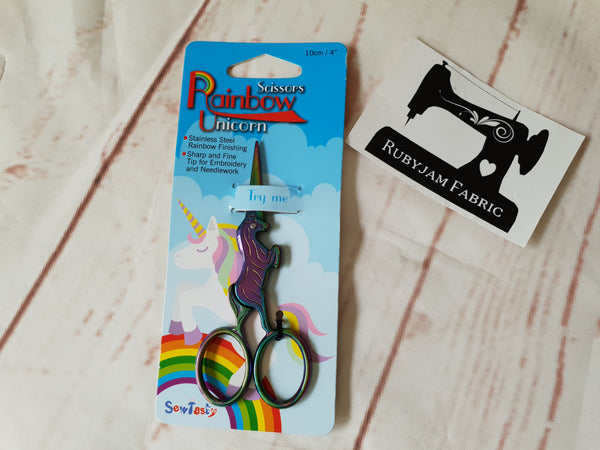 10cm / 4"
Scissors
Rainbow
Unicorn
• Stainless Steel
Rainbow Finishing
• Sharp and Fine
Tip for Embroidery
and Needlework
Try me
SewTasty
RubyJam Fabric